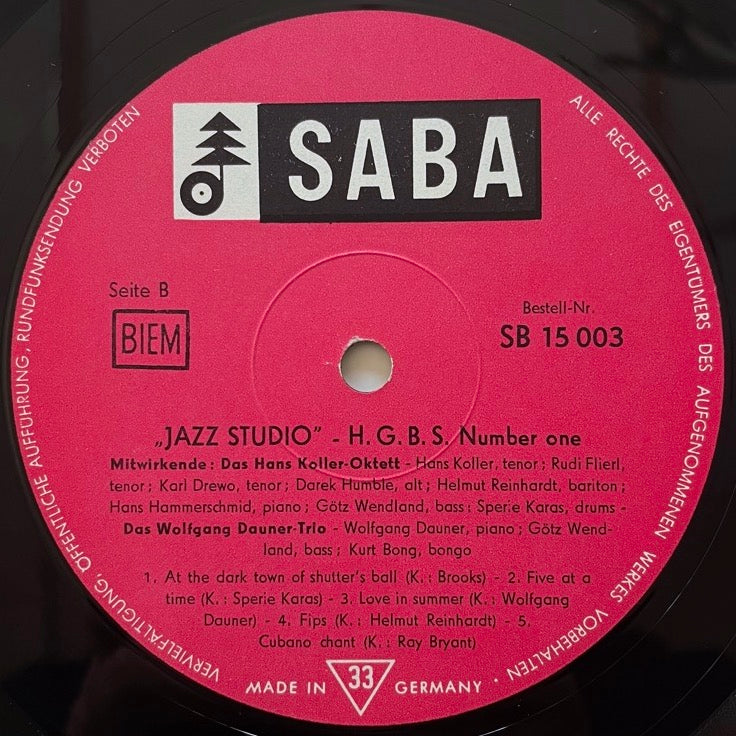 SABA
Seite B
BIEM
Bestell-Nr.
SB 15 003
„JAZZ STUDIO" - H. G. B. S. Number one
Mitwirkende: Das Hans Koller-Oktett - Hans Koller, tenor; Rudi Flierl,
tenor; Karl Drewo, tenor; Darek Humble, alt; Helmut Reinhardt, bariton;
Hans Hammerschmid, piano; Götz Wendland, bass; Sperie Karas, drums -
Das Wolfgang Dauner-Trio - Wolfgang Dauner, piano; Götz Wend-
land, bass; Kurt Bong, bongo
1. At the dark town of shutter's ball (K.: Brooks) - 2. Five at a
time (K.: Sperie Karas) - 3. Love in summer (K.: Wolfgang
Dauner) - 4. Fips (K.: Helmut Reinhardt) - 5.
Cubano chant (K.: Ray Bryant)
MADE IN 33 GERMANY ·
ALLE RECHTE DES EIGENTÜMERS DES AUFGENOMMENEN WERKES VORBEHALTEN ·
VERVIELFÄLTIGUNG, ÖFFENTLICHE AUFFÜHRUNG, RUNDFUNKSENDUNG VERBOTEN